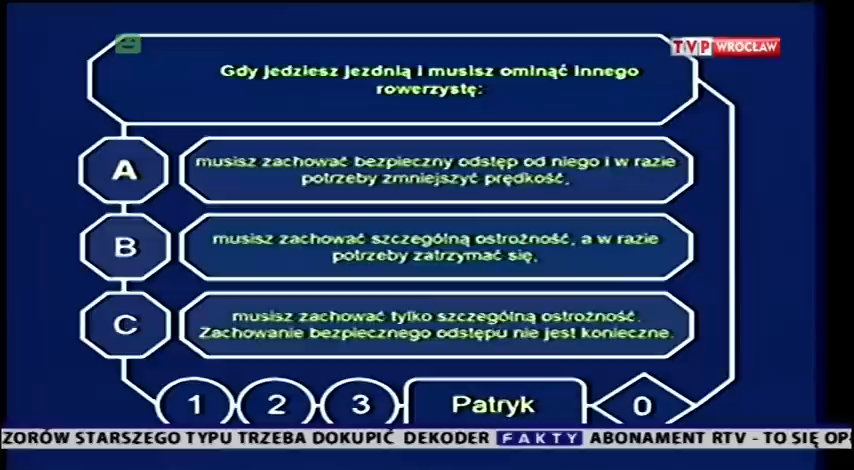 TVP WROCŁAW
Gdy jedziesz jezdnią i musisz ominąć innego
rowerzystę:
A
musisz zachować bezpieczny odstęp od niego i w razie
potrzeby zmniejszyć prędkość,
B
musisz zachować szczególną ostrożność, a w razie
potrzeby zatrzymać się,
C
musisz zachować tylko szczególną ostrożność.
Zachowanie bezpiecznego odstępu nie jest konieczne.
1 2 3 Patryk 0
ZORÓW STARSZEGO TYPU TRZEBA DOKUPIĆ DEKODER FAKTY ABONAMENT RTV - TO SIĘ OP